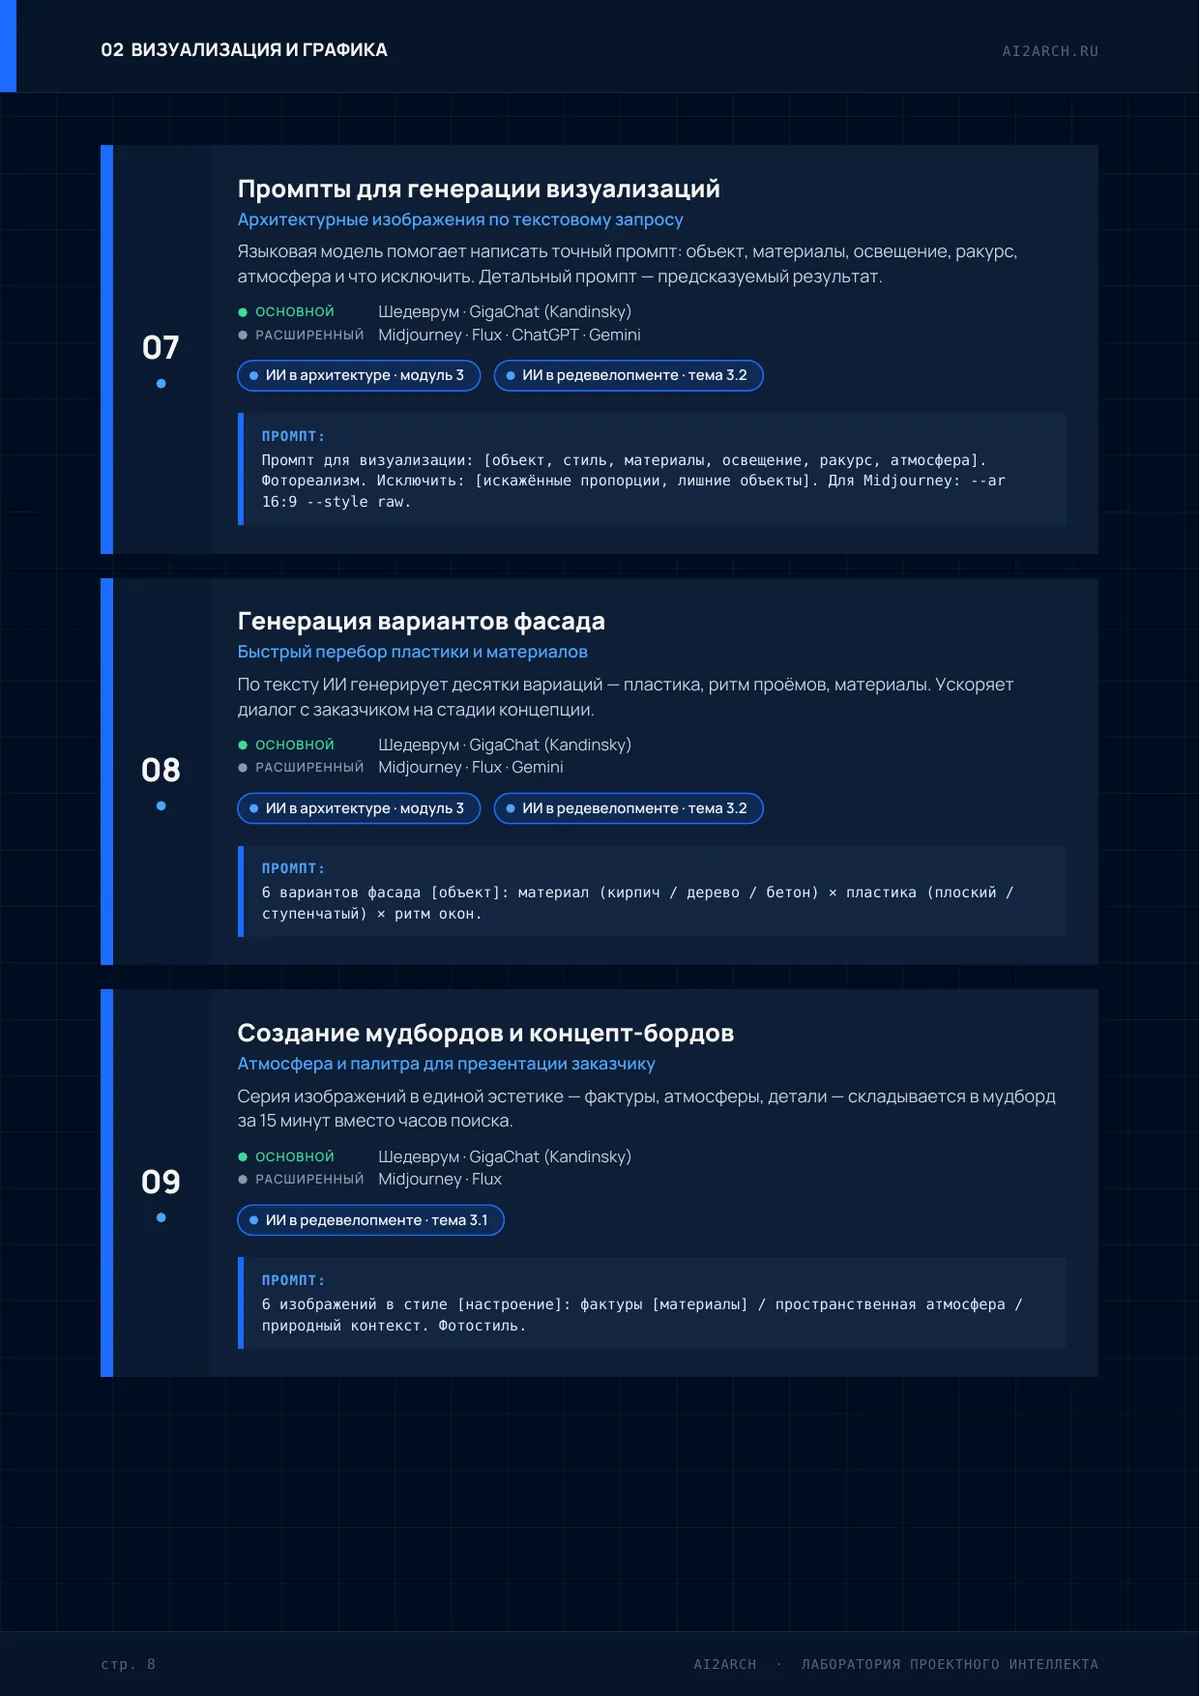 02 ВИЗУАЛИЗАЦИЯ И ГРАФИКА
AI2ARCH.RU
07
Промпты для генерации визуализаций
Архитектурные изображения по текстовому запросу
Языковая модель помогает написать точный промпт: объект, материалы, освещение, ракурс,
атмосфера и что исключить. Детальный промпт — предсказуемый результат.
ОСНОВНОЙ Шедеврум · GigaChat (Kandinsky)
РАСШИРЕННЫЙ Midjourney · Flux · ChatGPT · Gemini
ИИ в архитектуре · модуль 3 ИИ в редевелопменте · тема 3.2
ПРОМПТ:
Промпт для визуализации: [объект, стиль, материалы, освещение, ракурс, атмосфера].
Фотореализм. Исключить: [искажённые пропорции, лишние объекты]. Для Midjourney: --ar
16:9 --style raw.
08
Генерация вариантов фасада
Быстрый перебор пластики и материалов
По тексту ИИ генерирует десятки вариаций — пластика, ритм проёмов, материалы. Ускоряет
диалог с заказчиком на стадии концепции.
ОСНОВНОЙ Шедеврум · GigaChat (Kandinsky)
РАСШИРЕННЫЙ Midjourney · Flux · Gemini
ИИ в архитектуре · модуль 3 ИИ в редевелопменте · тема 3.2
ПРОМПТ:
6 вариантов фасада [объект]: материал (кирпич / дерево / бетон) × пластика (плоский /
ступенчатый) × ритм окон.
09
Создание мудбордов и концепт-бордов
Атмосфера и палитра для презентации заказчику
Серия изображений в единой эстетике — фактуры, атмосферы, детали — складывается в мудборд
за 15 минут вместо часов поиска.
ОСНОВНОЙ Шедеврум · GigaChat (Kandinsky)
РАСШИРЕННЫЙ Midjourney · Flux
ИИ в редевелопменте · тема 3.1
ПРОМПТ:
6 изображений в стиле [настроение]: фактуры [материалы] / пространственная атмосфера /
природный контекст. Фотостиль.
стр. 8
AI2ARCH · ЛАБОРАТОРИЯ ПРОЕКТНОГО ИНТЕЛЛЕКТА